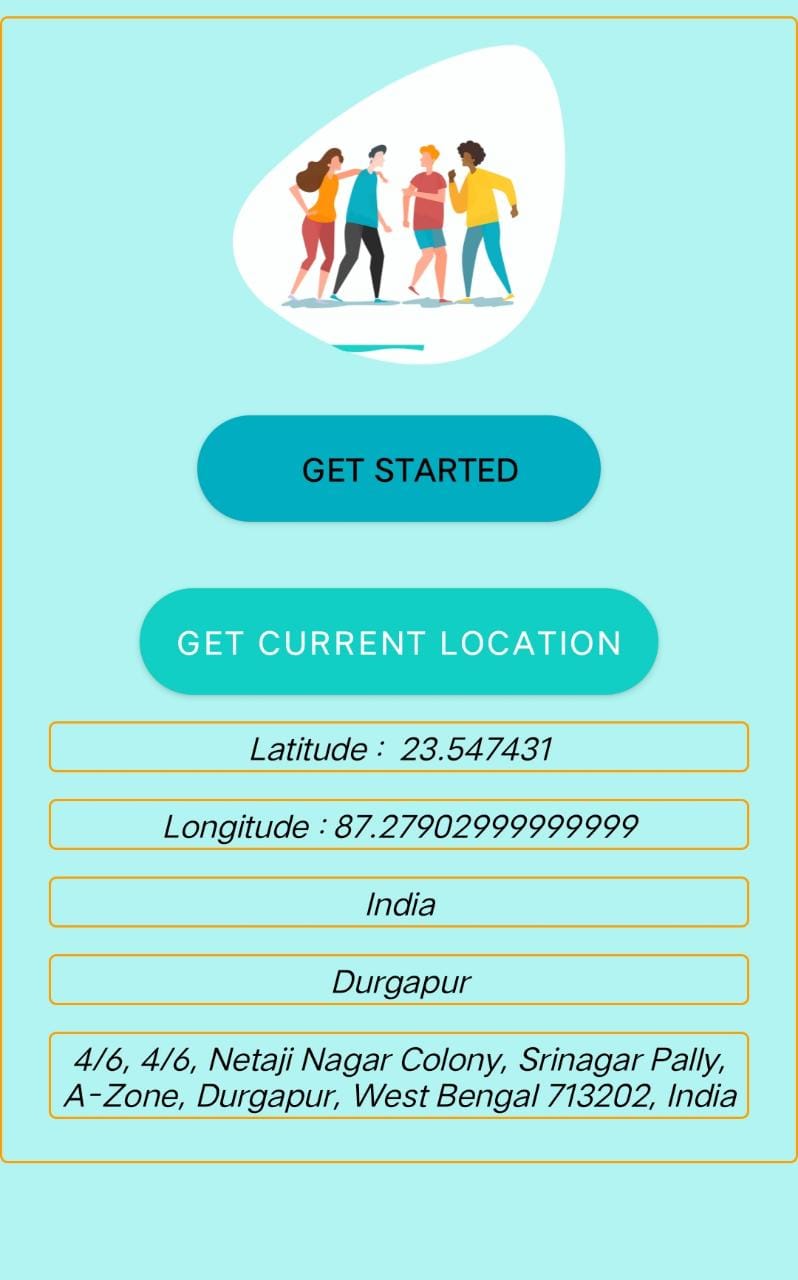 GET STARTED
GET CURRENT LOCATION
Latitude :  23.547431
Longitude : 87.27902999999999
India
Durgapur
4/6, 4/6, Netaji Nagar Colony, Srinagar Pally,
A-Zone, Durgapur, West Bengal 713202, India